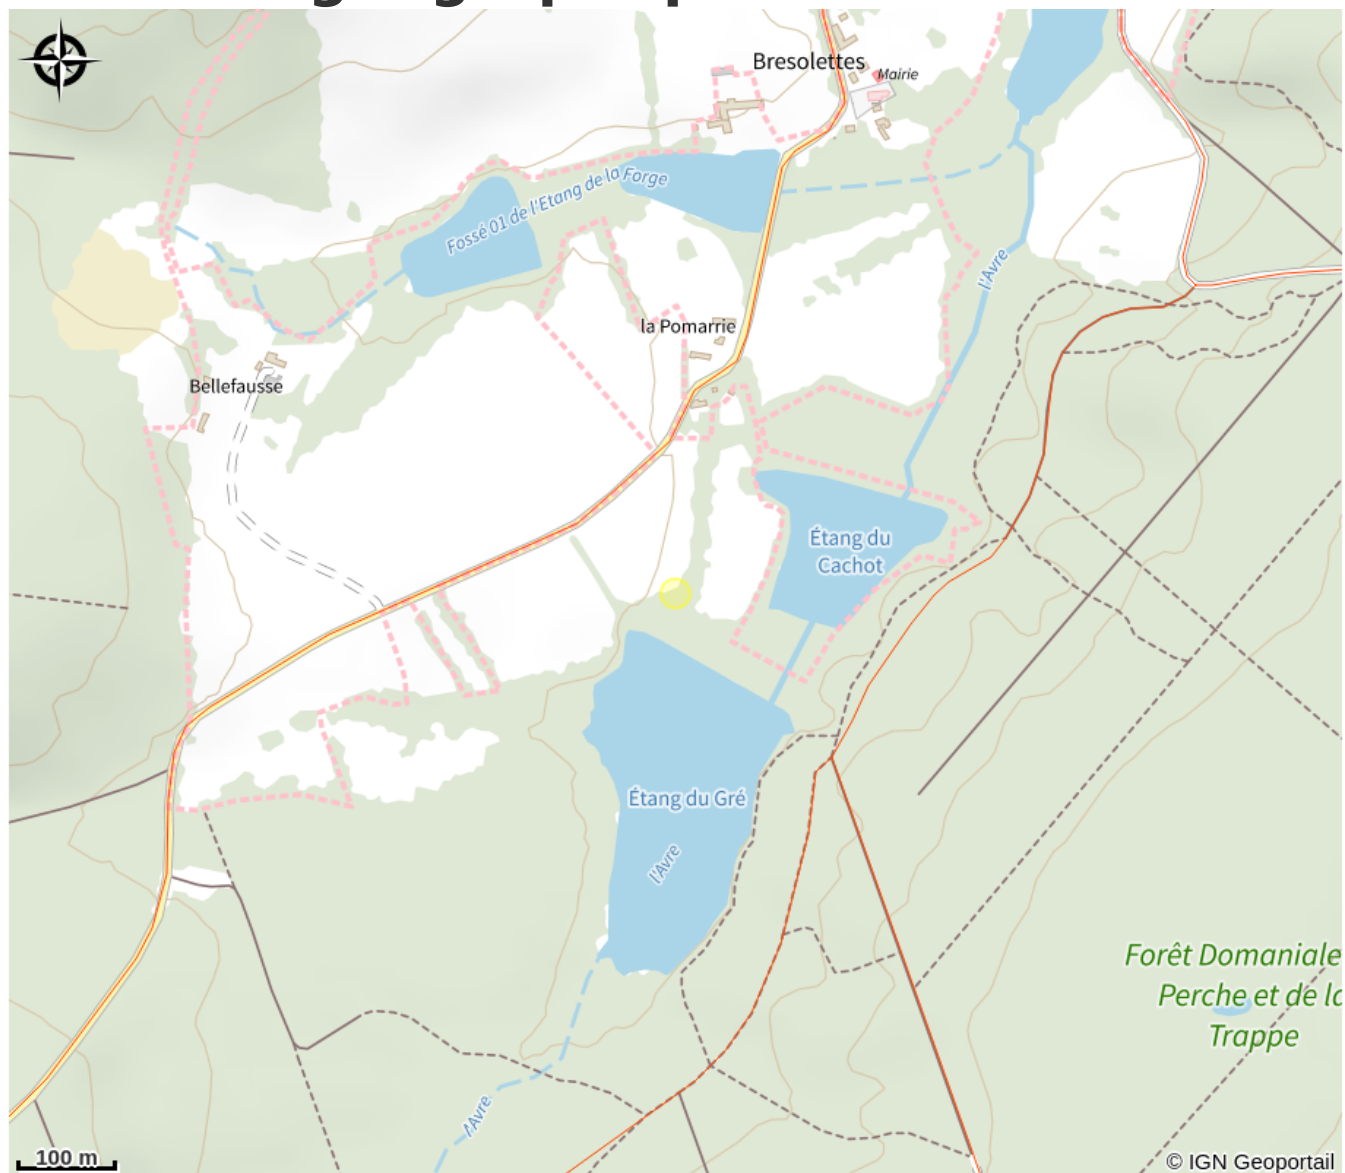 Bresolettes
Mairie
Fossé 01 de l'Etang de la Forge
l'Avre
la Pomarrie
Bellefausse
Étang du
Cachot
Étang du Gré
l'Avre
Forêt Domaniale
Perche et de la
Trappe
l'Avre
100 m
© IGN Geoportail